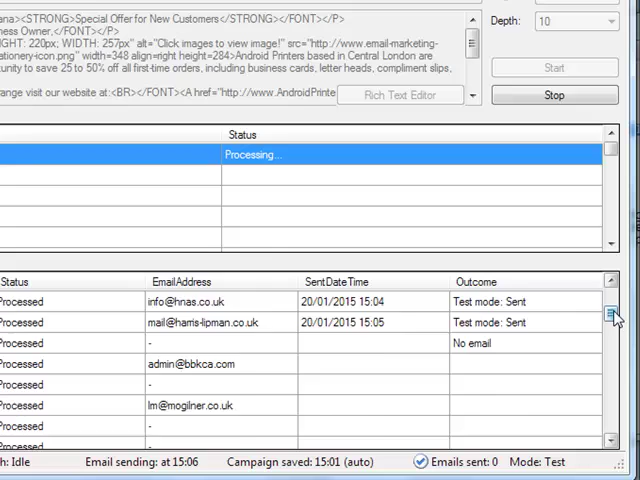 ana><STRONG>Special Offer for New Customers</STRONG></FONT></P>
ness Owner,</FONT></P>
IGHT: 220px; WIDTH: 257px" alt="Click images to view image!" src="http://www.email-marketing-
tationery-icon.png" width=348 align=right height=284>Android Printers based in Central London are
tunity to save 25 to 50% off all first-time orders, including business cards, letter heads, compliment slips,
range visit our website at:<BR></FONT><A href="http://www.AndroidPrinte
Rich Text Editor
Depth:
10
Start
Stop
Status
Processing...
Status EmailAddress SentDateTime Outcome
Processed info@hnas.co.uk 20/01/2015 15:04 Test mode: Sent
Processed mail@harris-lipman.co.uk 20/01/2015 15:05 Test mode: Sent
Processed - No email
Processed admin@bbkca.com
Processed -
Processed lm@mogilner.co.uk
Processed -
Processed -
h: Idle Email sending: at 15:06 Campaign saved: 15:01 (auto) Emails sent: 0 Mode: Test